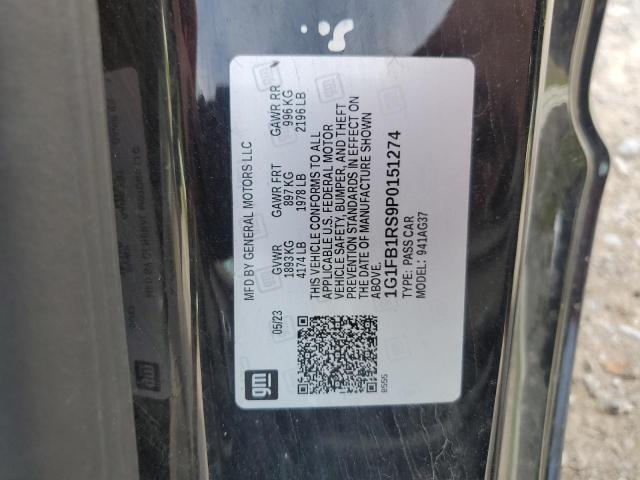 MFD BY GENERAL MOTORS LLC
05/23
GVWR GAWR FRT GAWR RR
1893 KG 897 KG 996 KG
4174 LB 1978 LB 2196 LB
THIS VEHICLE CONFORMS TO ALL
APPLICABLE U.S. FEDERAL MOTOR
VEHICLE SAFETY, BUMPER, AND THEFT
PREVENTION STANDARDS IN EFFECT ON
THE DATE OF MANUFACTURE SHOWN
ABOVE.
1G1FB1RS9P0151274
TYPE: PASS CAR
MODEL: 941AG37
gm
8555